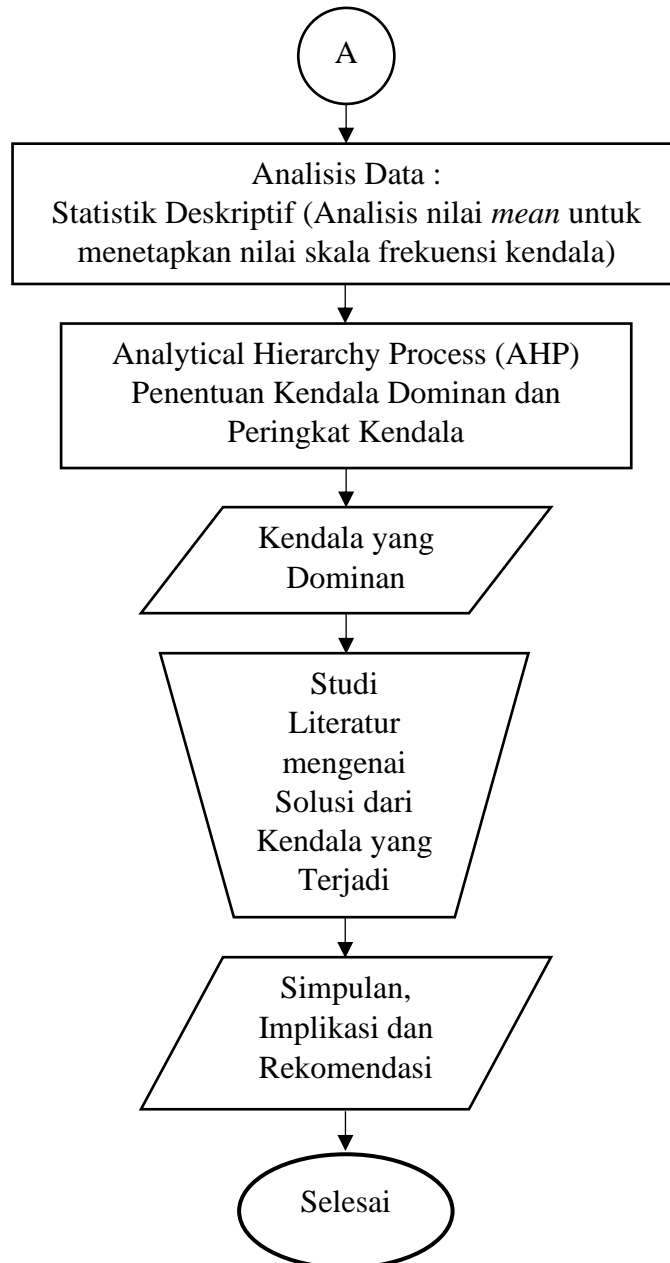 A
Analisis Data :
Statistik Deskriptif (Analisis nilai mean untuk
menetapkan nilai skala frekuensi kendala)
Analytical Hierarchy Process (AHP)
Penentuan Kendala Dominan dan
Peringkat Kendala
Kendala yang
Dominan
Studi
Literatur
mengenai
Solusi dari
Kendala yang
Terjadi
Simpulan,
Implikasi dan
Rekomendasi
Selesai